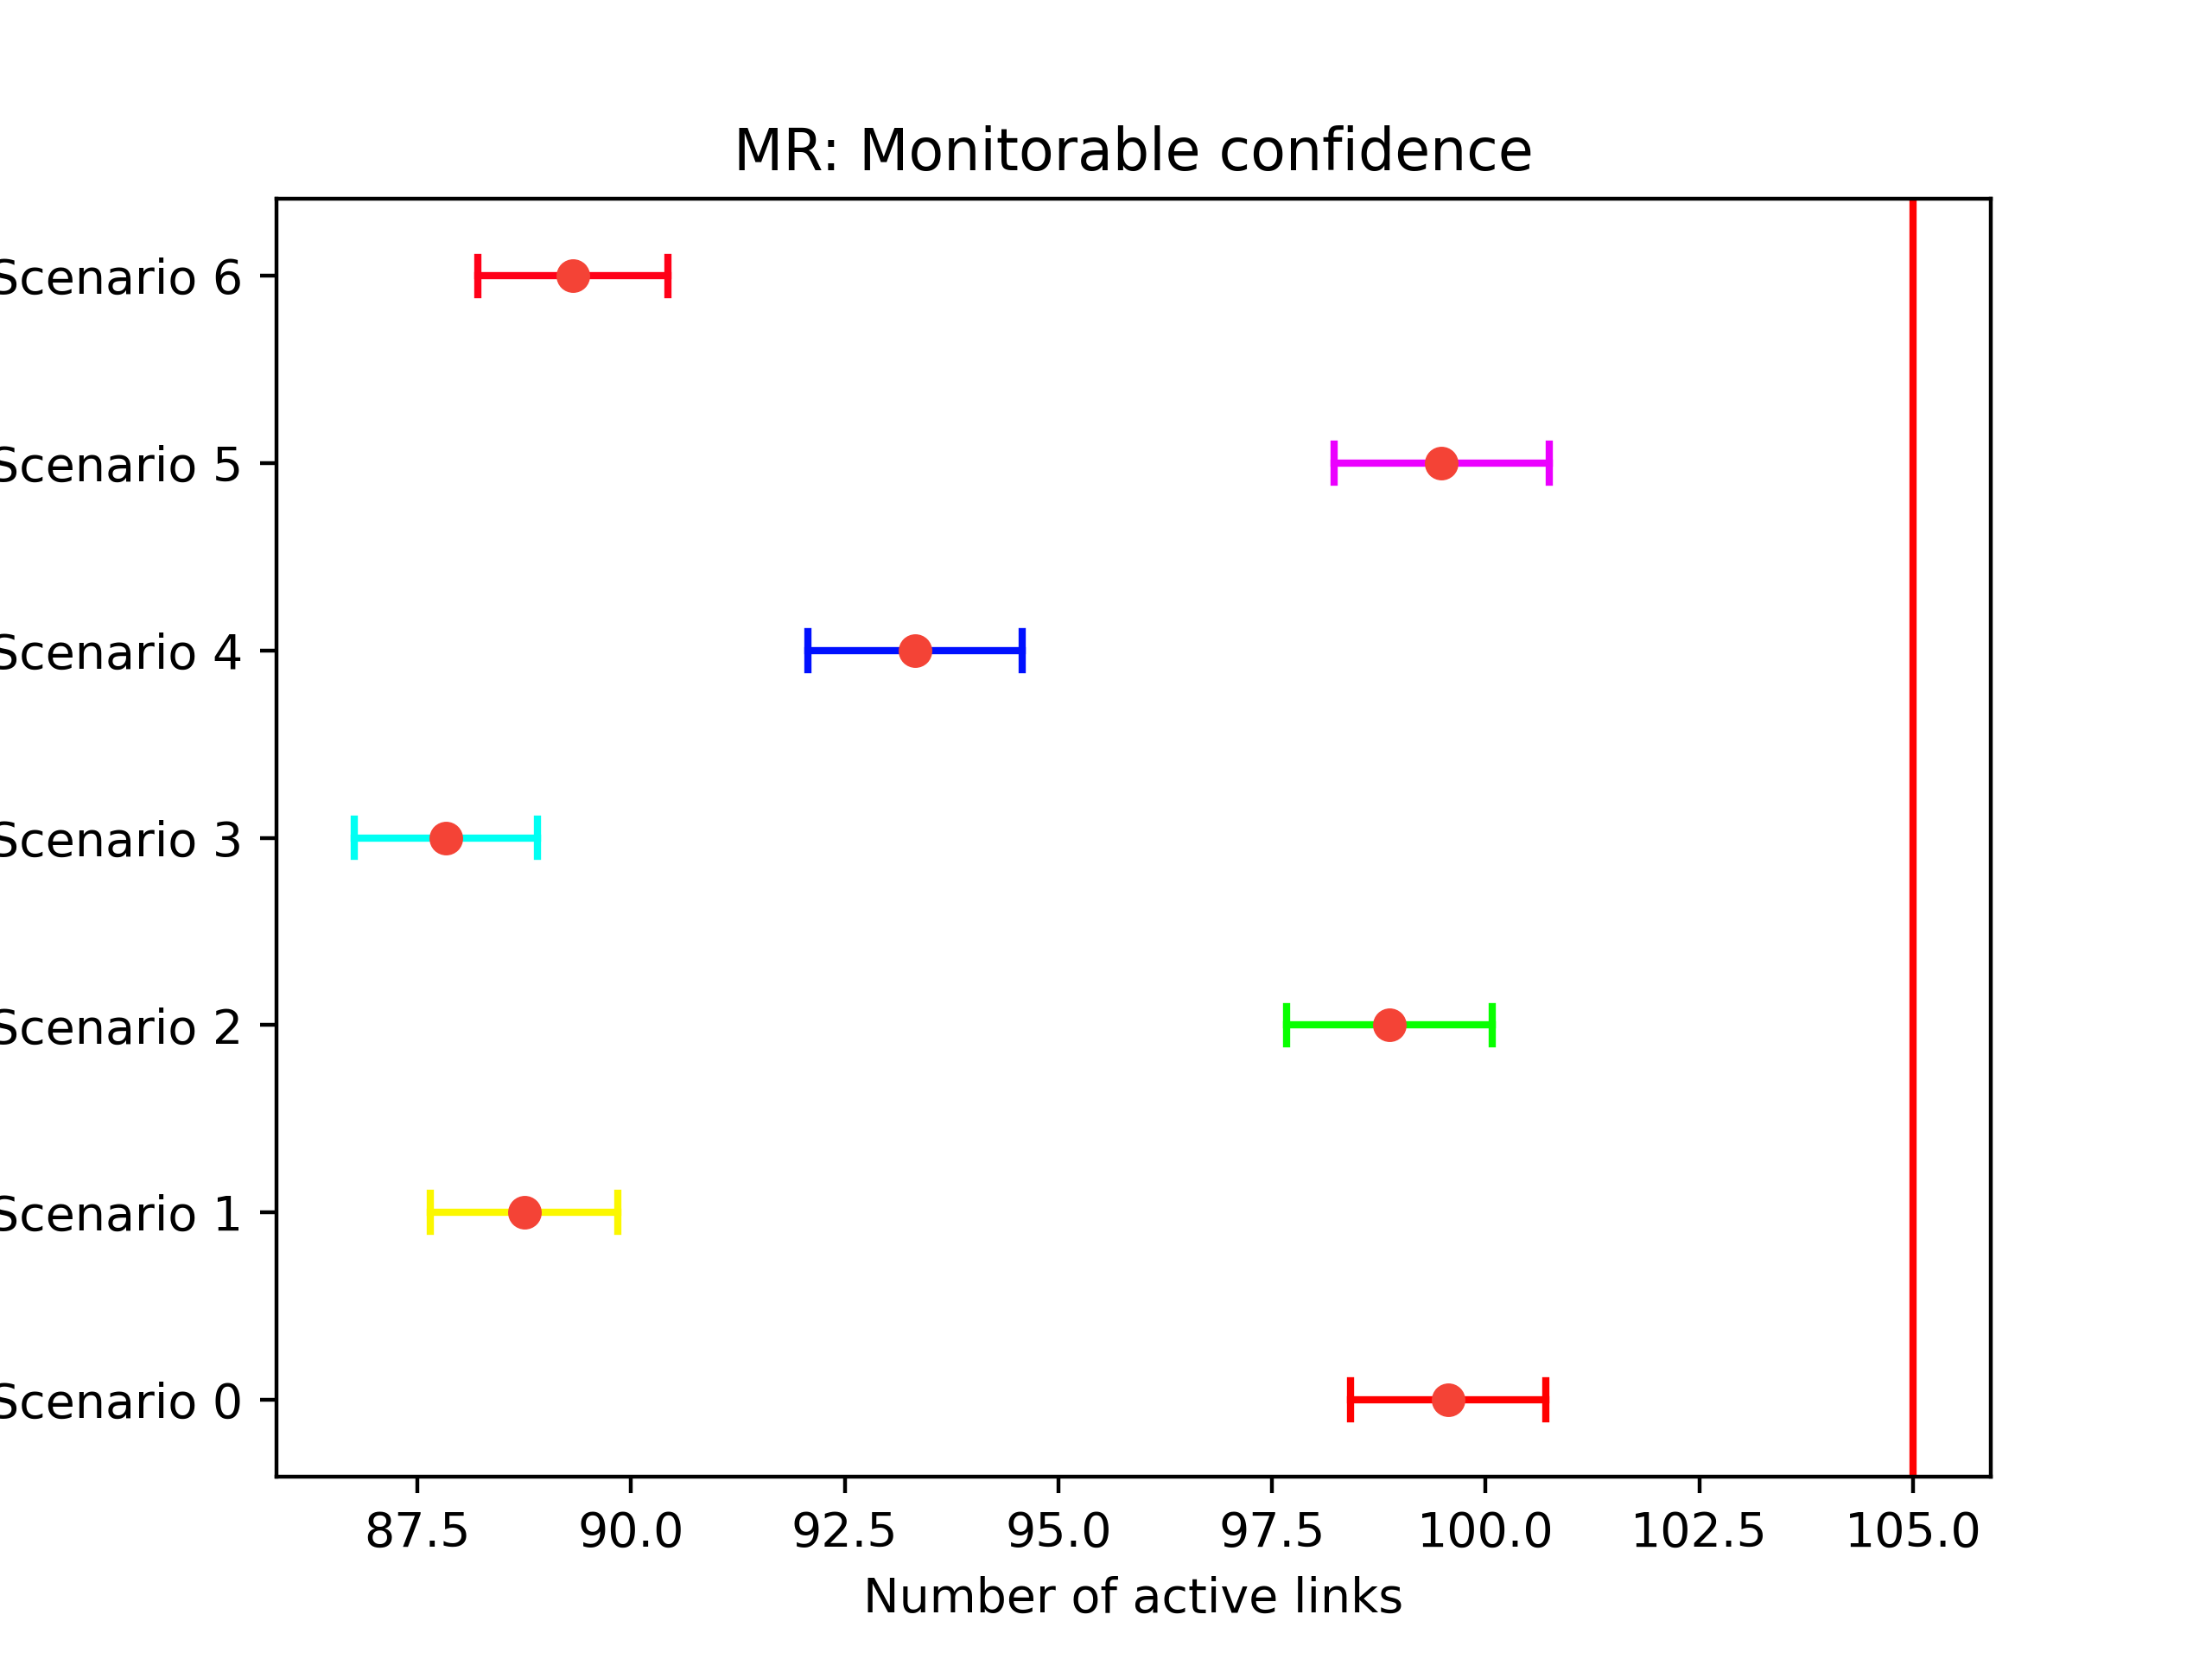 MR: Monitorable confidence
Scenario 6
Scenario 5
Scenario 4
Scenario 3
Scenario 2
Scenario 1
Scenario 0
87.5 90.0 92.5 95.0 97.5 100.0 102.5 105.0
Number of active links